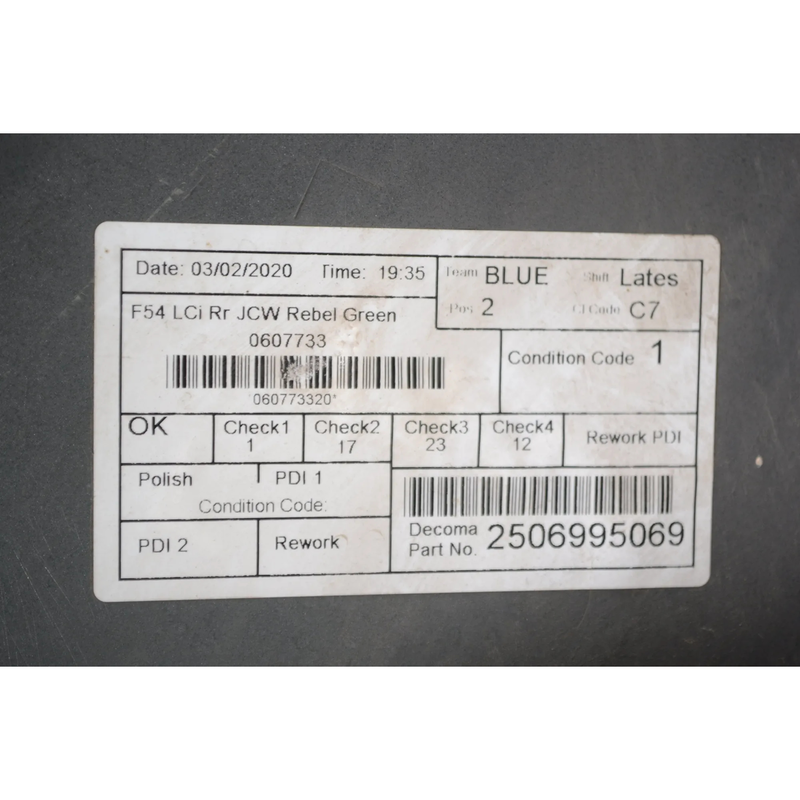 Date: 03/02/2020 Time: 19:35 Team BLUE Shift Lates
Pos 2 Cl Code C7
F54 LCi Rr JCW Rebel Green
0607733
060773320*
Condition Code 1
OK Check1 Check2 Check3 Check4 Rework PDI
1 17 23 12
Polish PDI 1
Condition Code:
PDI 2 Rework
Decoma
Part No. 2506995069